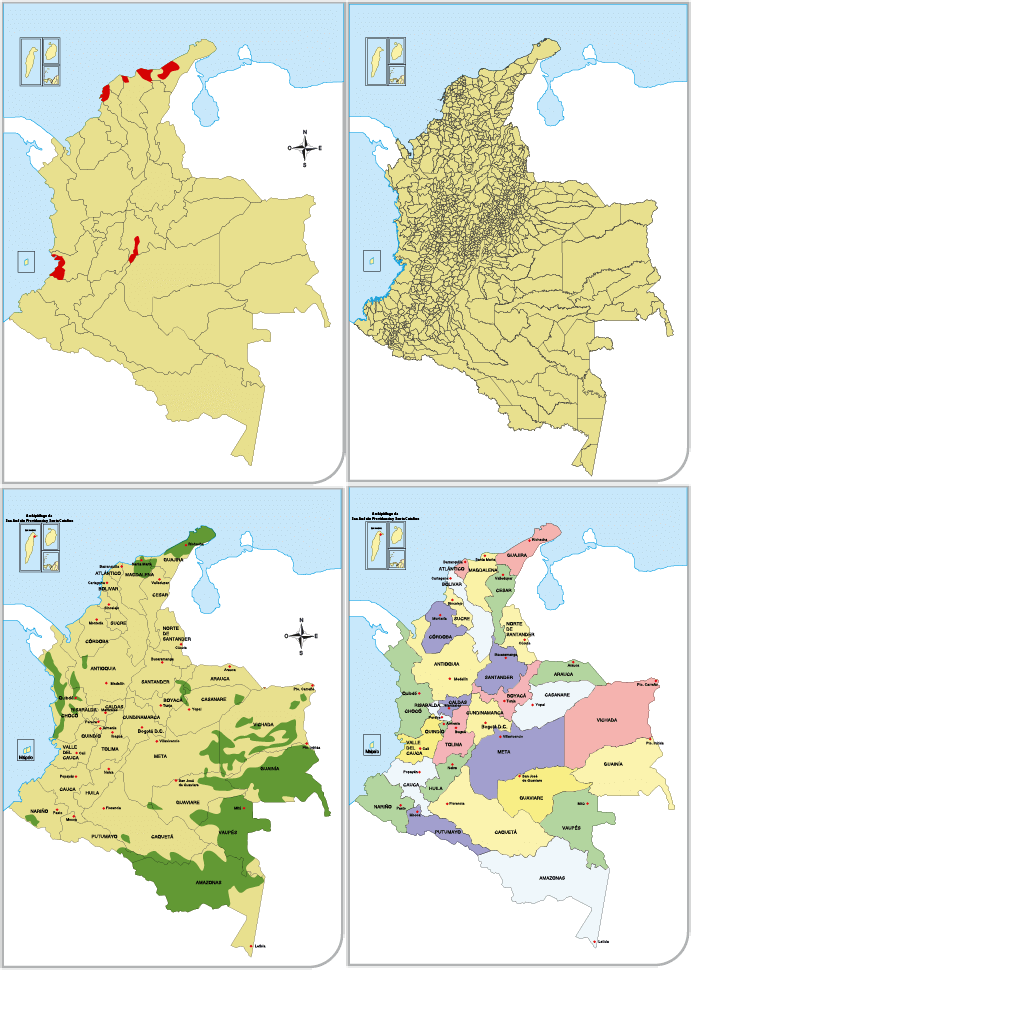 N
O E
S
Archipiélago de
San Andrés Providencia y Santa Catalina
Riohacha
Santa Marta
Barranquilla
GUAJIRA
ATLÁNTICO
MAGDALENA
Cartagena
Valledupar
BOLIVAR
CESAR
Sincelejo
Montería
SUCRE
NORTE
DE
SANTANDER
CÓRDOBA
Cúcuta
Bucaramanga
ANTIOQUIA
Arauca
ARAUCA
Medellín
SANTANDER
Pto. Carreño
Quibdó
BOYACÁ
CASANARE
RISARALDA
CALDAS
Tunja
Yopal
CHOCÓ
CUNDINAMARCA
Pereira
VICHADA
Armenia
QUINDÍO
Ibagué
Bogotá D.C.
Villavicencio
VALLE
DEL
CAUCA
Cali
TOLIMA
META
Pto. Inírida
Malpelo
GUAINÍA
Popayán
Neiva
San José
de Guaviare
CAUCA
HUILA
GUAVIARE
NARIÑO
Pasto
Florencia
Mitú
Mocoa
VAUPÉS
PUTUMAYO
CAQUETÁ
AMAZONAS
Leticia
N
O E
S
Archipiélago de
San Andrés Providencia y Santa Catalina
Riohacha
Santa Marta
Barranquilla
GUAJIRA
ATLÁNTICO
MAGDALENA
Cartagena
Valledupar
BOLIVAR
CESAR
Sincelejo
Montería
SUCRE
NORTE
DE
SANTANDER
CÓRDOBA
Cúcuta
Bucaramanga
ANTIOQUIA
Arauca
ARAUCA
Medellín
SANTANDER
Pto. Carreño
Quibdó
BOYACÁ
CASANARE
RISARALDA
CALDAS
Tunja
Yopal
CHOCÓ
CUNDINAMARCA
Pereira
VICHADA
Armenia
QUINDÍO
Ibagué
Bogotá D.C.
Villavicencio
VALLE
DEL
CAUCA
Cali
TOLIMA
META
Pto. Inírida
Malpelo
GUAINÍA
Popayán
Neiva
San José
de Guaviare
CAUCA
HUILA
GUAVIARE
NARIÑO
Pasto
Florencia
Mitú
Mocoa
VAUPÉS
PUTUMAYO
CAQUETÁ
AMAZONAS
Leticia